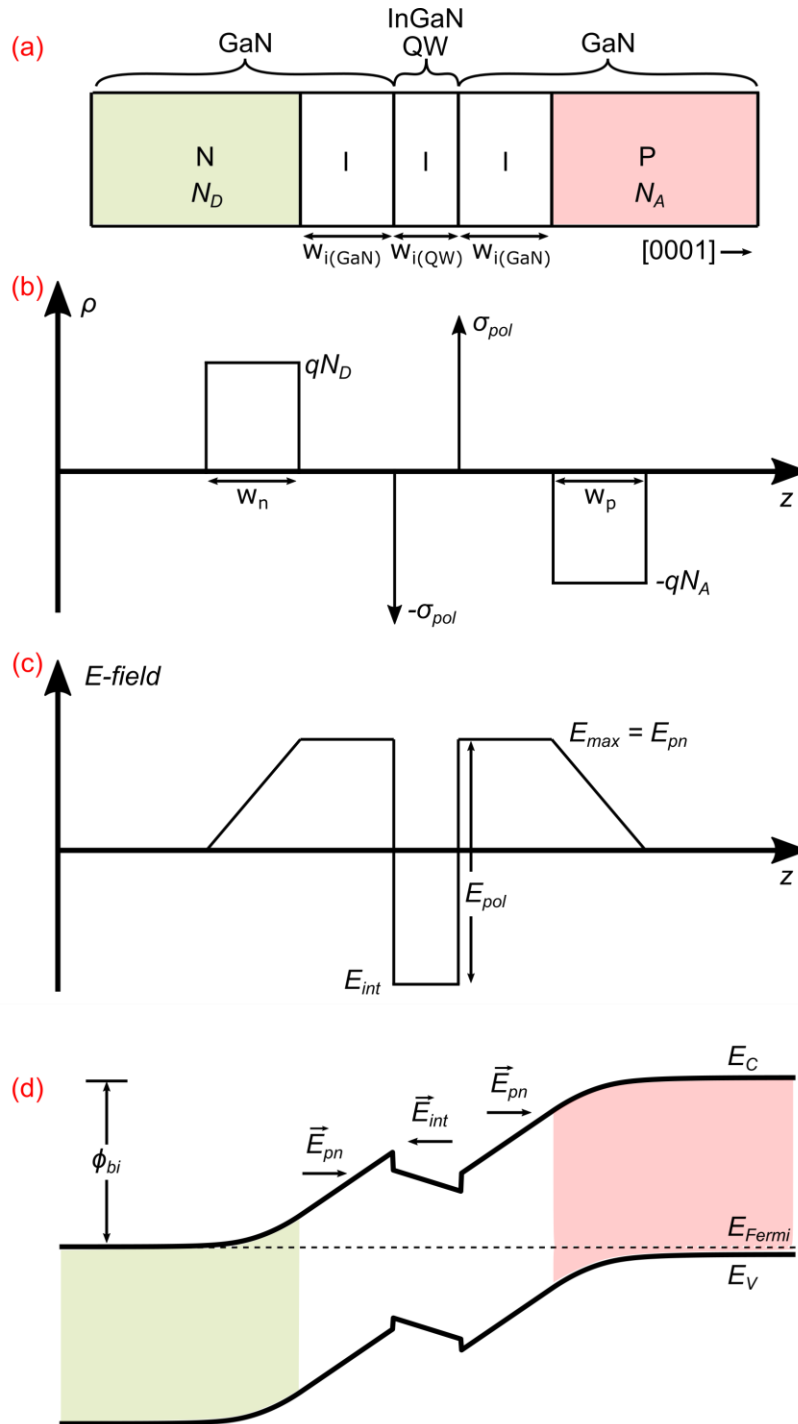 (a)
GaN
InGaN
QW
GaN
N
N_D
I
I
I
P
N_A
w_i(GaN)
w_i(QW)
w_i(GaN)
[0001]
(b)
ρ
σ_pol
qN_D
w_n
w_p
z
-σ_pol
-qN_A
(c)
E-field
E_max = E_pn
z
E_pol
E_int
(d)
E_C
E_pn
E_int
E_pn
ϕ_bi
E_Fermi
E_V